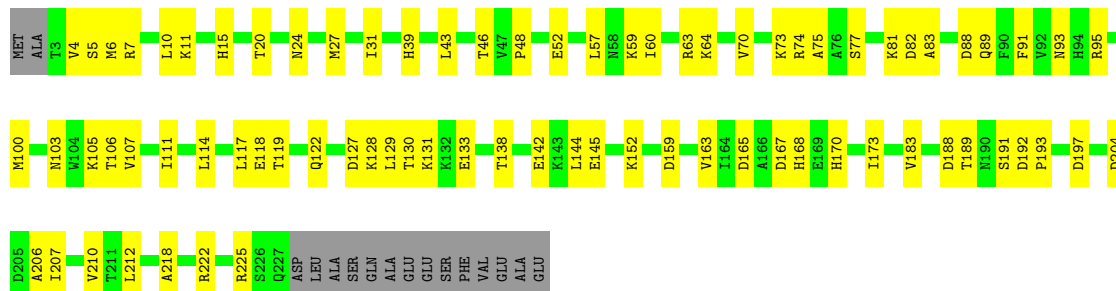 MET ALA T3 V4 S5 M6 R7 L10 K11 H15 T20 N24 M27 I31 H39 L43 T46 V47 P48 E52 L57 N58 K59 I60 R63 K64 V70 K73 R74 A75 A76 S77 K81 D82 A83 D88 Q89 F90 F91 V92 N93 H94 R95
M100 N103 W104 K105 T106 V107 I111 L114 L117 E118 T119 Q122 D127 K128 L129 T130 K131 K132 E133 T138 E142 K143 L144 E145 K152 D159 V163 I164 D165 A166 D167 H168 E169 H170 I173 V183 D188 T189 N190 S191 D192 P193 D197
D205 A206 I207 V210 T211 L212 A218 R222 R225 S226 Q227 ASP LEU ALA SER GLN ALA GLU GLU SER PHE VAL GLU ALA GLU